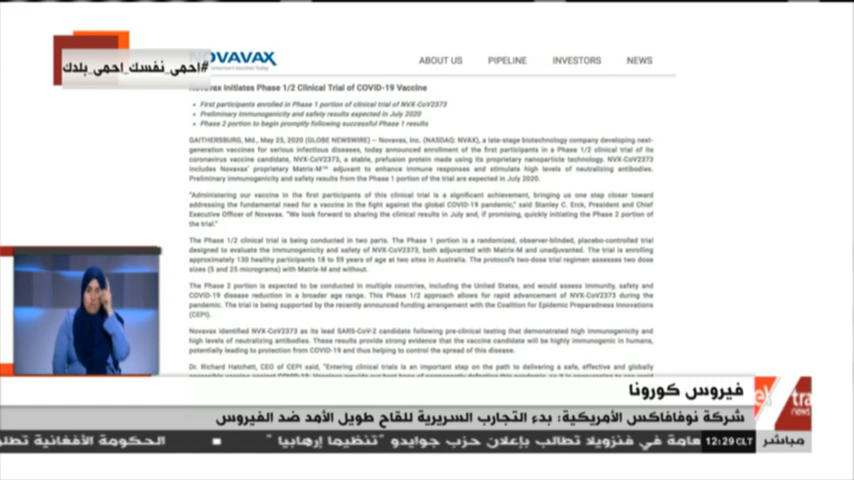 NOVAVAX
ABOUT US PIPELINE INVESTORS NEWS
#احمى_نفسك_احمى_بلدك
Novavax Initiates Phase 1/2 Clinical Trial of COVID-19 Vaccine
• First participants enrolled in Phase 1 portion of clinical trial of NVX-CoV2373
• Preliminary immunogenicity and safety results expected in July 2020
• Phase 2 portion to begin promptly following successful Phase 1 results
GAITHERSBURG, Md., May 25, 2020 (GLOBE NEWSWIRE) -- Novavax, Inc. (NASDAQ: NVAX), a late-stage biotechnology company developing next-
generation vaccines for serious infectious diseases, today announced enrollment of the first participants in a Phase 1/2 clinical trial of its
coronavirus vaccine candidate, NVX-CoV2373, a stable, prefusion protein made using its proprietary nanoparticle technology. NVX-CoV2373
includes Novavax' proprietary Matrix-M™ adjuvant to enhance immune responses and stimulate high levels of neutralizing antibodies.
Preliminary immunogenicity and safety results from the Phase 1 portion of the trial are expected in July 2020.
"Administering our vaccine in the first participants of this clinical trial is a significant achievement, bringing us one step closer toward
addressing the fundamental need for a vaccine in the fight against the global COVID-19 pandemic," said Stanley C. Erck, President and Chief
Executive Officer of Novavax. "We look forward to sharing the clinical results in July and, if promising, quickly initiating the Phase 2 portion of
the trial."
The Phase 1/2 clinical trial is being conducted in two parts. The Phase 1 portion is a randomized, observer-blinded, placebo-controlled trial
designed to evaluate the immunogenicity and safety of NVX-CoV2373, both adjuvanted with Matrix-M and unadjuvanted. The trial is enrolling
approximately 130 healthy participants 18 to 59 years of age at two sites in Australia. The protocol's two-dose trial regimen assesses two dose
sizes (5 and 25 micrograms) with Matrix-M and without.
The Phase 2 portion is expected to be conducted in multiple countries, including the United States, and would assess immunity, safety and
COVID-19 disease reduction in a broader age range. This Phase 1/2 approach allows for rapid advancement of NVX-CoV2373 during the
pandemic. The trial is being supported by the recently announced funding arrangement with the Coalition for Epidemic Preparedness Innovations
(CEPI).
Novavax identified NVX-CoV2373 as its lead SARS-CoV-2 candidate following pre-clinical testing that demonstrated high immunogenicity and
high levels of neutralizing antibodies. These results provide strong evidence that the vaccine candidate will be highly immunogenic in humans,
potentially leading to protection from COVID-19 and thus helping to control the spread of this disease.
Dr. Richard Hatchett, CEO of CEPI said, "Entering clinical trials is an important step on the path to delivering a safe, effective and globally
فيروس كورونا
شركة نوفافاكس الأمريكية: بدء التجارب السريرية للقاح طويل الأمد ضد الفيروس
news
مباشر
12:29 CLT
عامة في فنزويلا تطالب بإعلان حزب جوايدو "تنظيما إرهابيا" ■ الحكومة الأفغانية تطلق